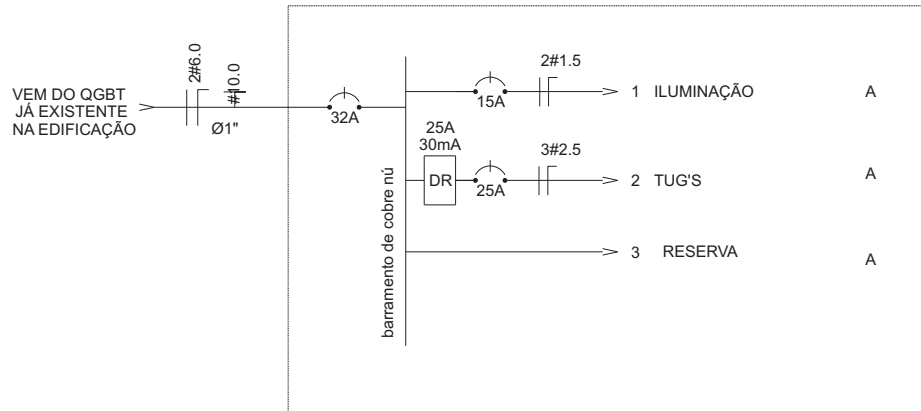 VEM DO QGBT
JÁ EXISTENTE
NA EDIFICAÇÃO
2#6.0
#10.0
Ø1"
32A
barramento de cobre nú
15A
2#1.5
1 ILUMINAÇÃO A
25A
30mA
DR
25A
3#2.5
2 TUG'S A
3 RESERVA A